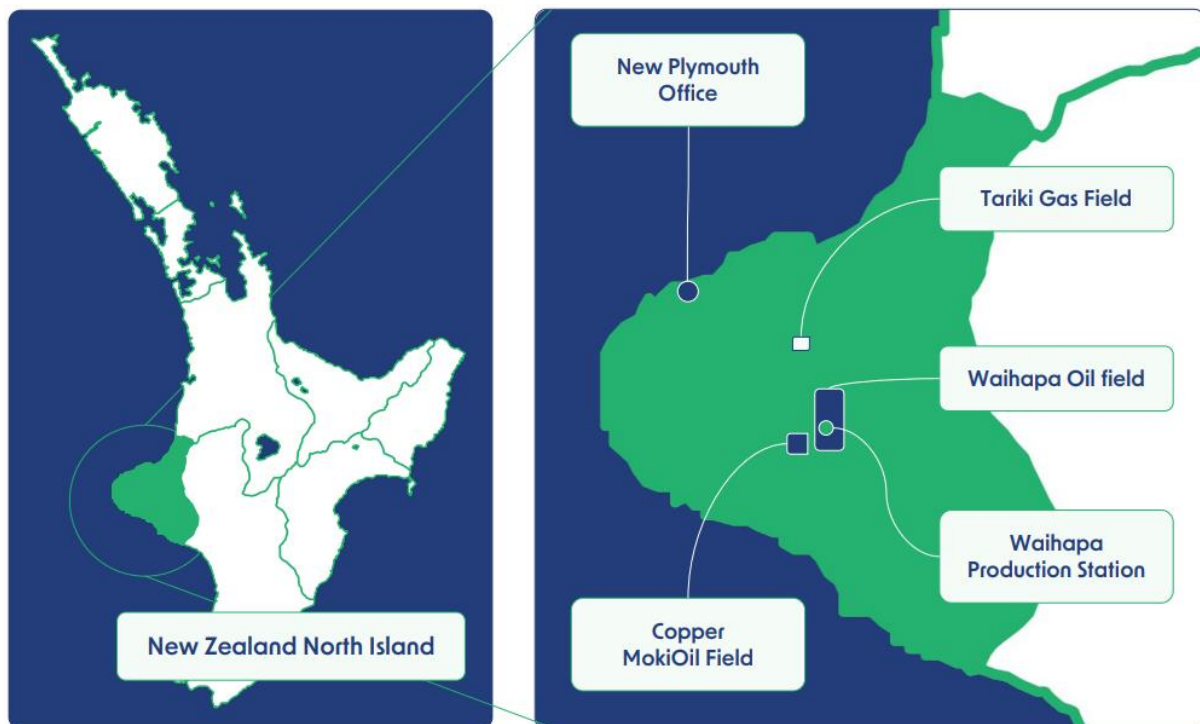 New Plymouth
Office
Tariki Gas Field
Waihapa Oil field
Waihapa
Production Station
Copper
MokiOil Field
New Zealand North Island